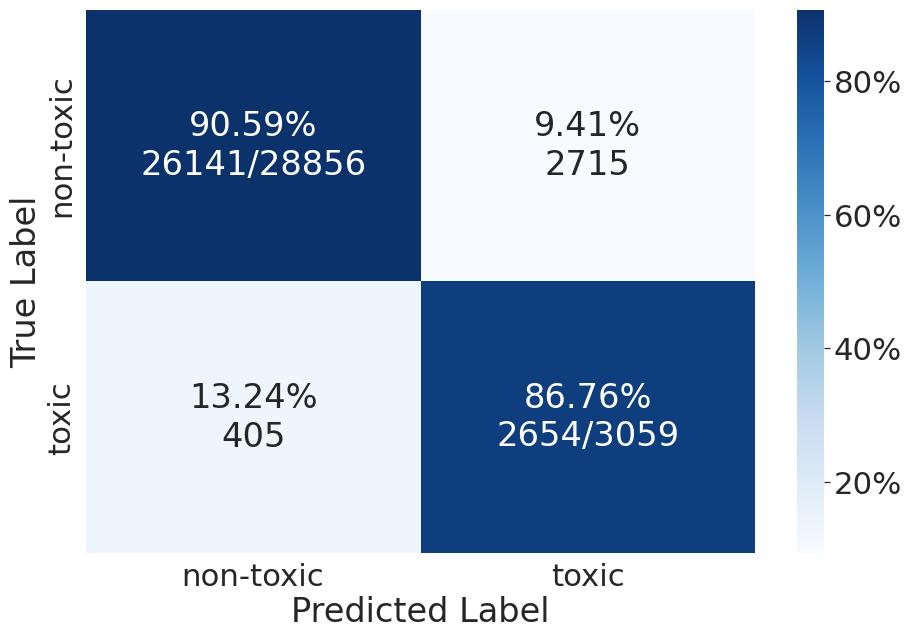 True Label
non-toxic
toxic
90.59%
26141/28856
9.41%
2715
13.24%
405
86.76%
2654/3059
non-toxic
toxic
Predicted Label
80%
60%
40%
20%